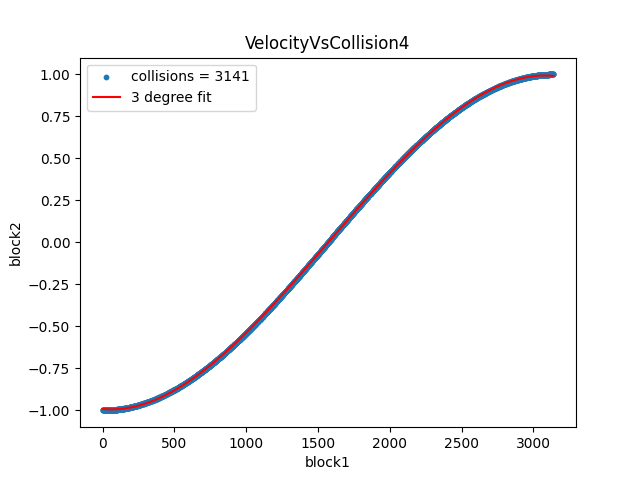 VelocityVsCollision4
collisions = 3141
3 degree fit
1.00
0.75
0.50
0.25
0.00
−0.25
−0.50
−0.75
−1.00
block2
0 500 1000 1500 2000 2500 3000
block1